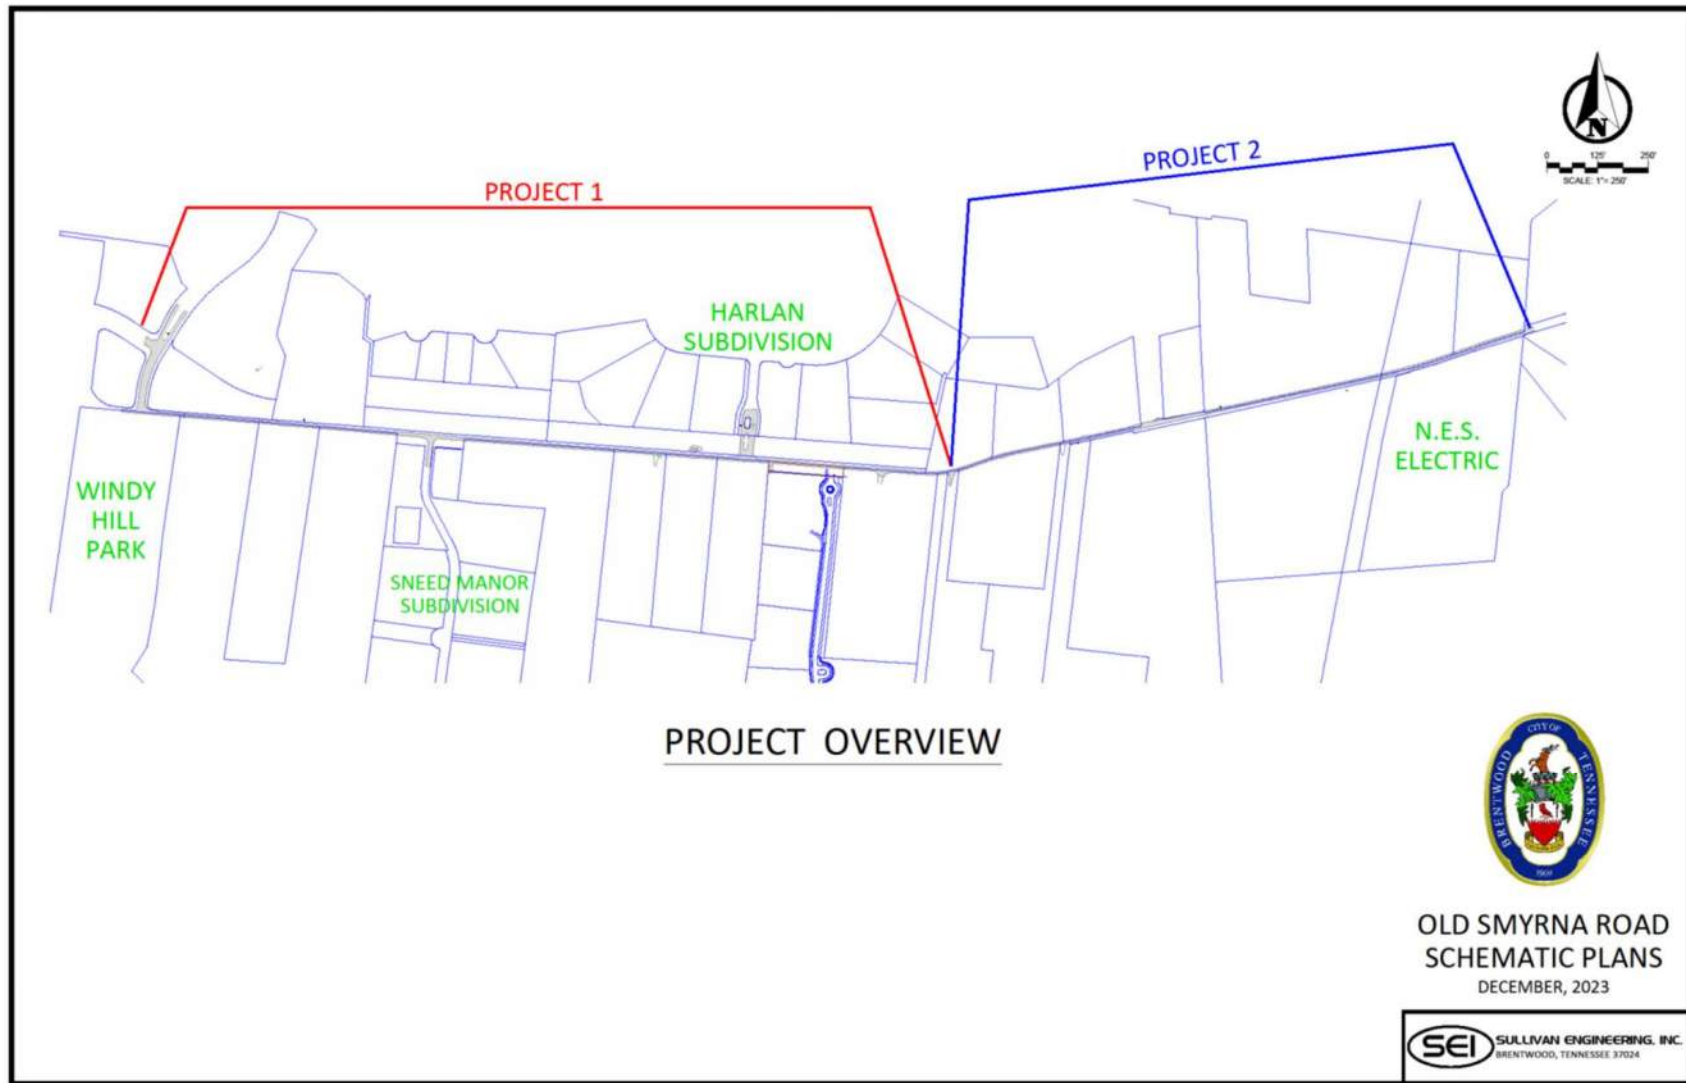 N
0 125' 250'
SCALE: 1"= 250'
PROJECT 1
PROJECT 2
HARLAN
SUBDIVISION
WINDY
HILL
PARK
SNEED MANOR
SUBDIVISION
N.E.S.
ELECTRIC
PROJECT OVERVIEW
CITY OF
BRENTWOOD
TENNESSEE
1969
OLD SMYRNA ROAD
SCHEMATIC PLANS
DECEMBER, 2023
SEI
SULLIVAN ENGINEERING, INC.
BRENTWOOD, TENNESSEE 37024